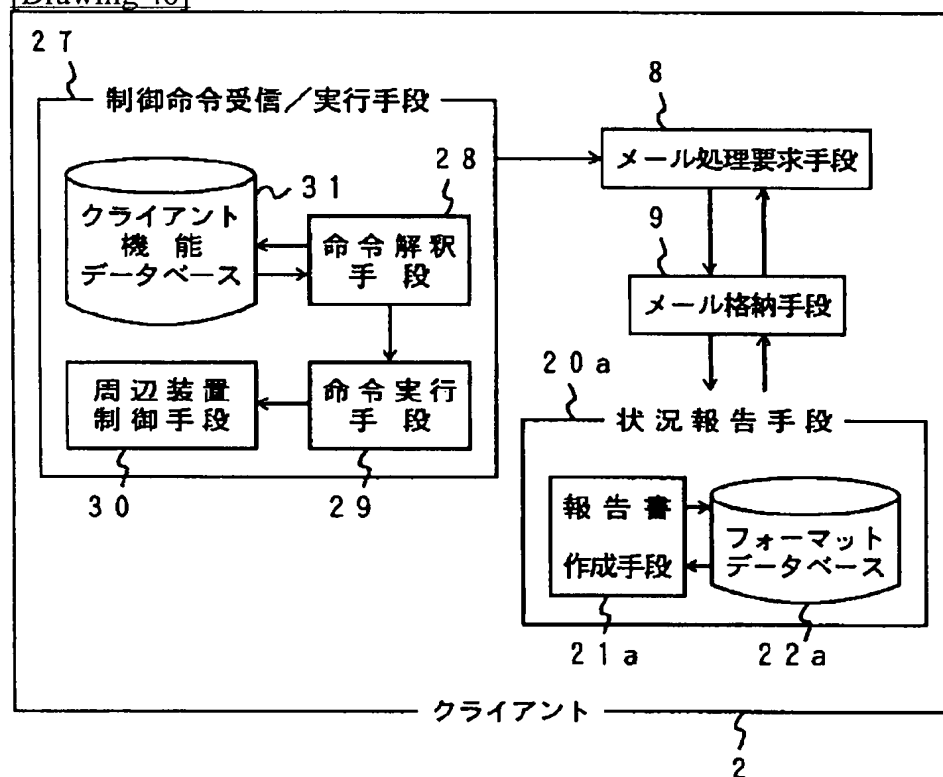 ２７
制御命令受信／実行手段
３１
クライアント
機能
データベース
２８
命令解釈
手段
周辺装置
制御手段
３０
命令実行
手段
２９
８
メール処理要求手段
９
メール格納手段
２０a
状況報告手段
報告書
作成手段
２１a
フォーマット
データベース
２２a
クライアント
２